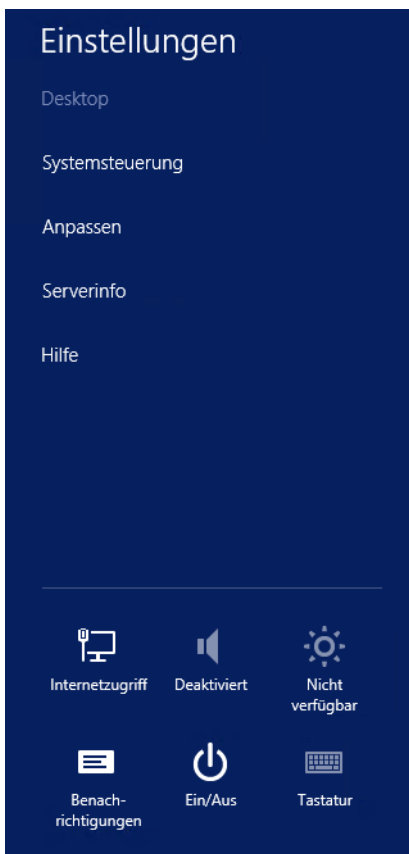 Einstellungen
Desktop
Systemsteuerung
Anpassen
Serverinfo
Hilfe
Internetzugriff
Deaktiviert
Nicht
verfügbar
Benach-
richtigungen
Ein/Aus
Tastatur